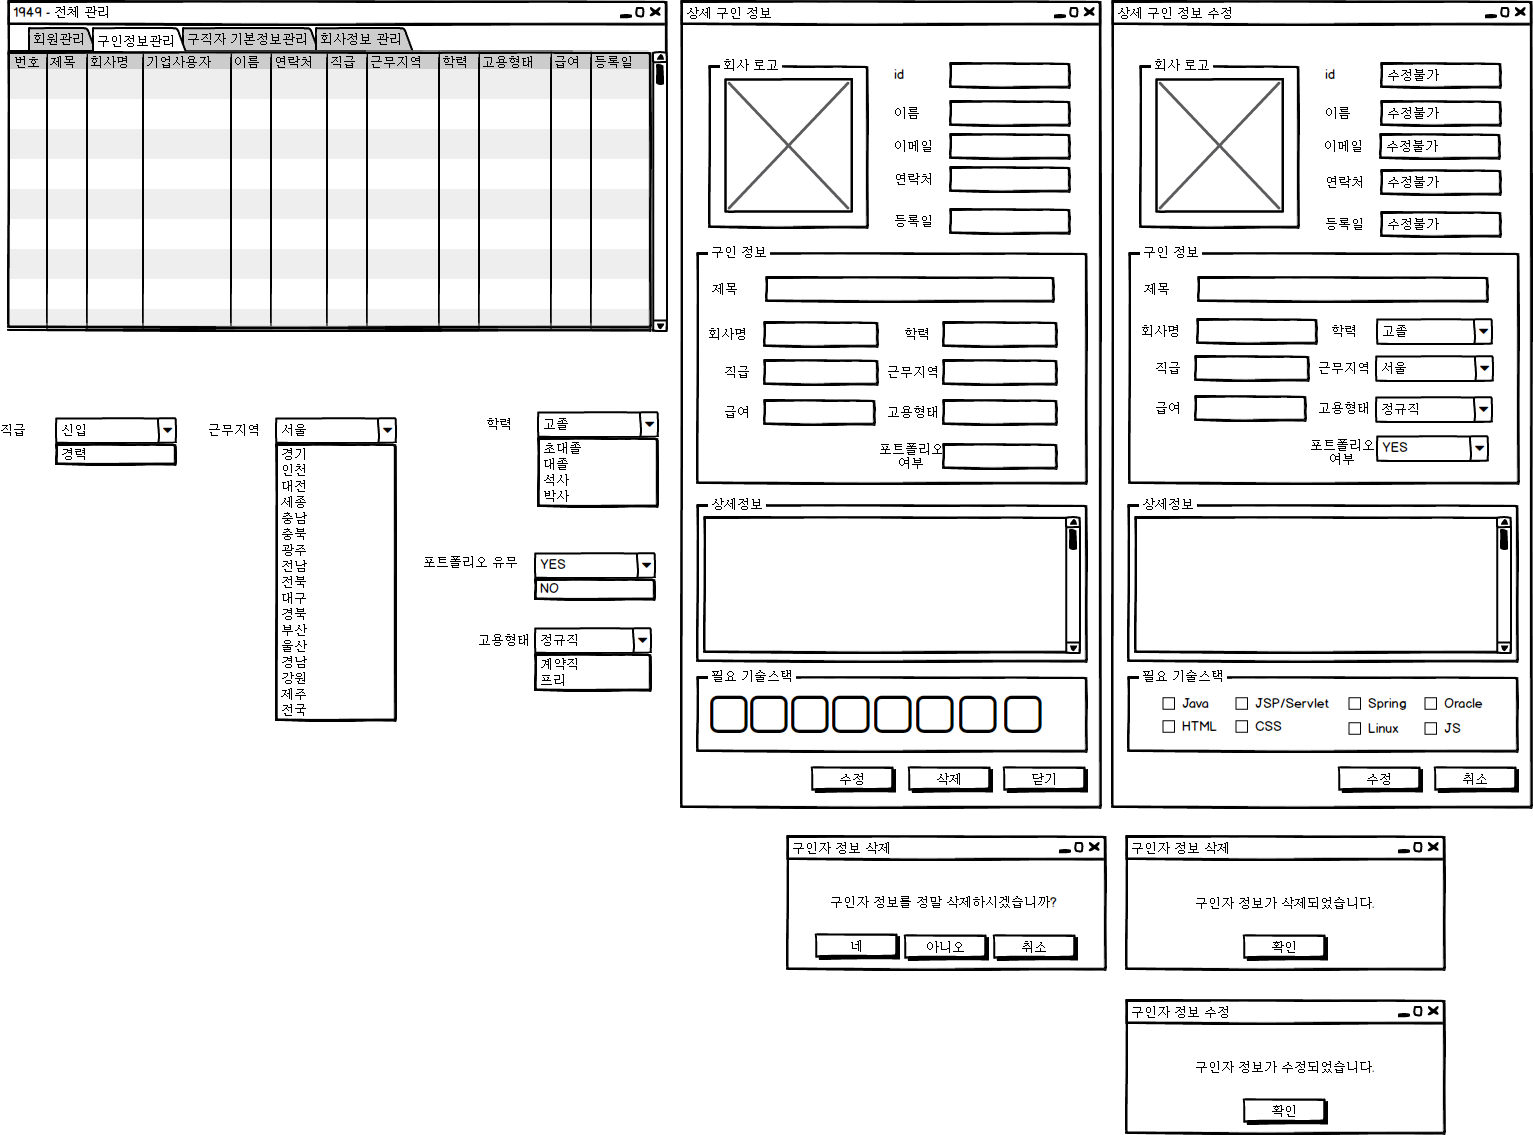 1949 - 전체 관리
회원관리 구인정보관리 구직자 기본정보관리 회사정보 관리
번호 제목 회사명 기업사용자 이름 연락처 직급 근무지역 학력 고용형태 급여 등록일
직급
신입
경력
근무지역
서울
경기
인천
대전
세종
충남
충북
광주
전남
전북
대구
경북
부산
울산
경남
강원
제주
전국
학력
고졸
초대졸
대졸
석사
박사
포트폴리오 유무
YES
NO
고용형태
정규직
계약직
프리
상세 구인 정보
회사 로고
id
이름
이메일
연락처
등록일
구인 정보
제목
회사명 학력
직급 근무지역
급여 고용형태
포트폴리오
여부
상세정보
필요 기술스택
수정 삭제 닫기
상세 구인 정보 수정
회사 로고
id 수정불가
이름 수정불가
이메일 수정불가
연락처 수정불가
등록일 수정불가
구인 정보
제목
회사명 학력 고졸
직급 근무지역 서울
급여 고용형태 정규직
포트폴리오 YES
여부
상세정보
필요 기술스택
Java JSP/Servlet Spring Oracle
HTML CSS Linux JS
수정 취소
구인자 정보 삭제
구인자 정보를 정말 삭제하시겠습니까?
네 아니오 취소
구인자 정보 삭제
구인자 정보가 삭제되었습니다.
확인
구인자 정보 수정
구인자 정보가 수정되었습니다.
확인